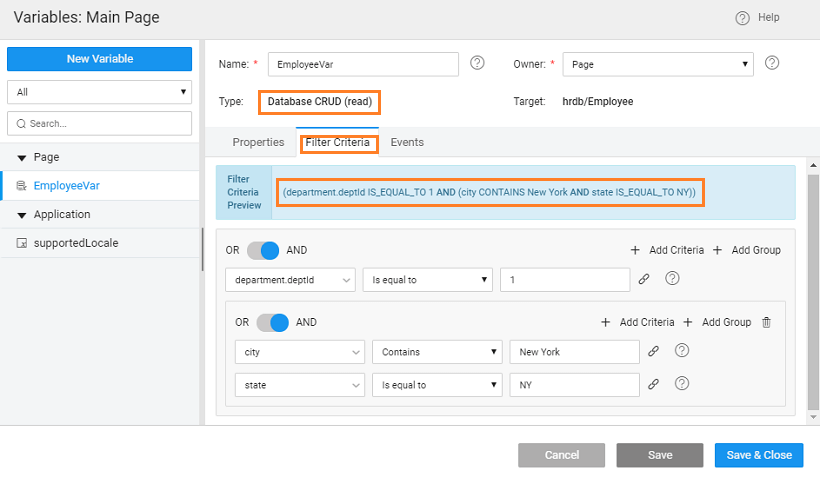 Variables: Main Page
Help
New Variable
All
Search...
Page
EmployeeVar
Application
supportedLocale
Name: * EmployeeVar
Owner: * Page
Type: Database CRUD (read)
Target: hrdb/Employee
Properties
Filter Criteria
Events
Filter
Criteria
Preview
(department.deptId IS_EQUAL_TO 1 AND (city CONTAINS New York AND state IS_EQUAL_TO NY))
OR AND
+ Add Criteria + Add Group
department.deptId Is equal to 1
OR AND
+ Add Criteria + Add Group
city Contains New York
state Is equal to NY
Cancel
Save
Save & Close